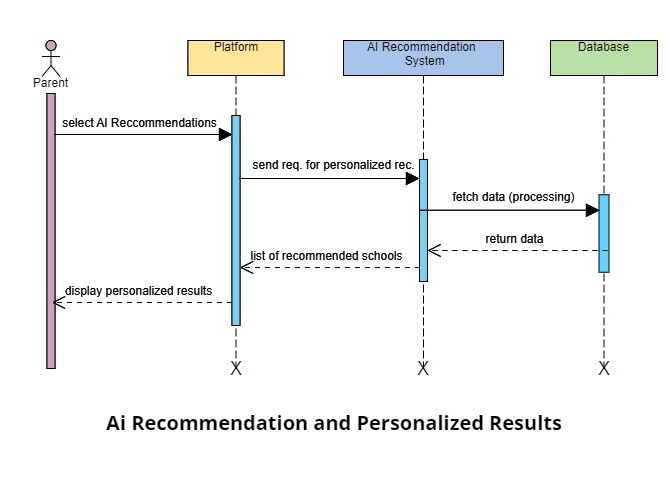 Platform
AI Recommendation
System
Database
Parent
select AI Reccommendations
send req. for personalized rec.
fetch data (processing)
return data
list of recommended schools
display personalized results
X
X
X
Ai Recommendation and Personalized Results